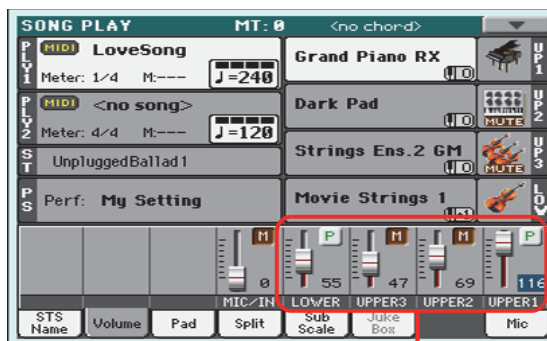 SONG PLAY MT: 0 <no chord>
PLY1 MIDI LoveSong
Meter: 1/4 M:--- ♩=240
Grand Piano RX 0 UP1
PLY2 MIDI <no song>
Meter: 4/4 M:--- ♩=120
Dark Pad 0 MUTE UP2
ST UnpluggedBallad1
Strings Ens.2 GM 0 MUTE UP3
PS Perf: My Setting
Movie Strings 1 LOW
M P M M P
0 55 47 69 116
MIC/IN LOWER UPPER3 UPPER2 UPPER1
STS Name Volume Pad Split Sub Scale Juke Box Mic